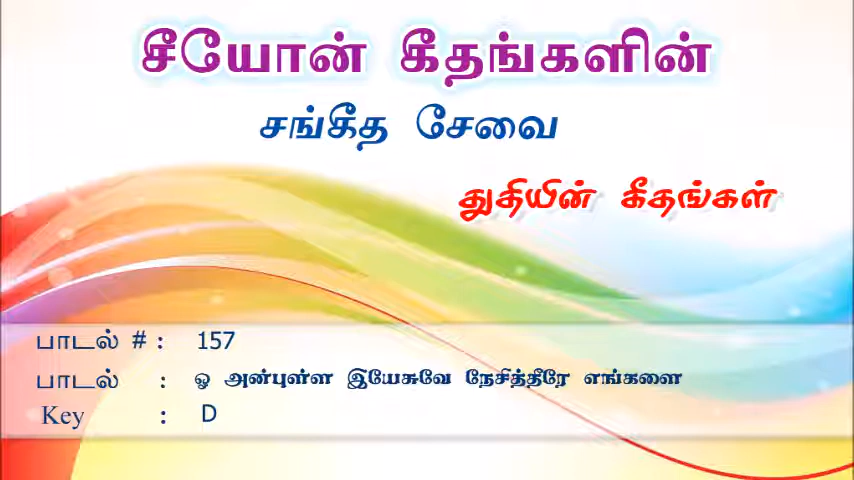 சீயோன் கீதங்களின்
சங்கீத சேவை
துதியின் கீதங்கள்
பாடல் # : 157
பாடல் : ஓ அன்புள்ள இயேசுவே நேசித்தீரே எங்களை
Key : D